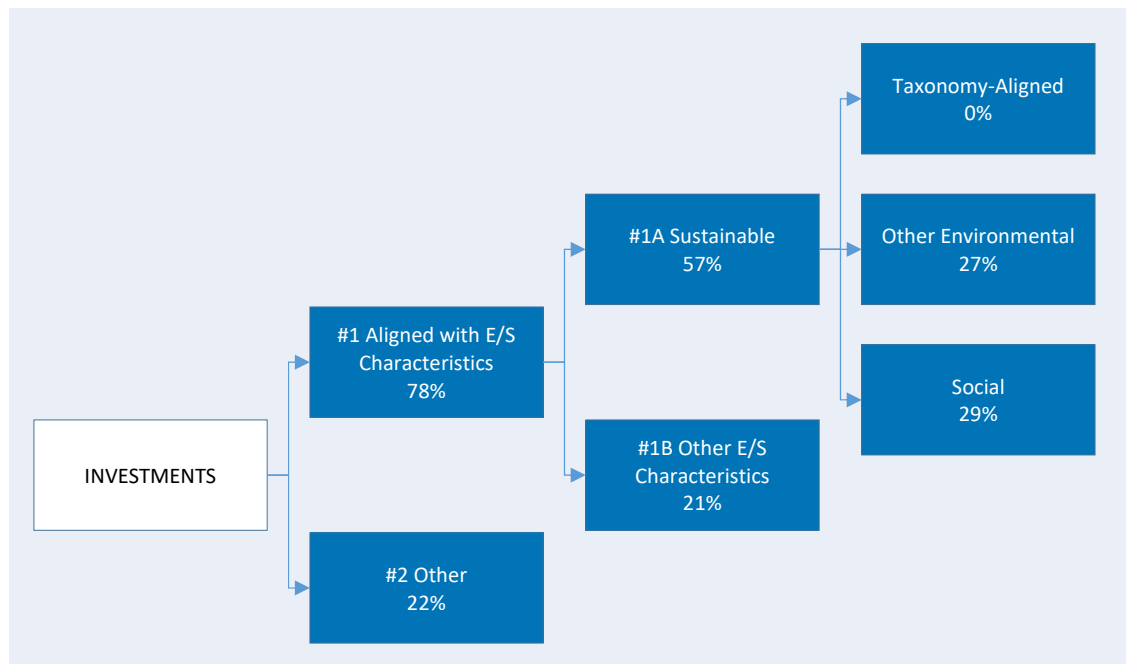 INVESTMENTS
#1 Aligned with E/S
Characteristics
78%
#2 Other
22%
#1A Sustainable
57%
#1B Other E/S
Characteristics
21%
Taxonomy-Aligned
0%
Other Environmental
27%
Social
29%